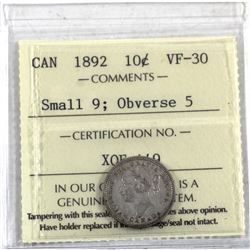 CAN 1892 10¢ VF-30
— COMMENTS —
Small 9; Obverse 5
— CERTIFICATION NO. —
IN OUR IS A
GENUINE TEM.
Tampering with this seal above opinion.
Have holder replaced if seal/not intact.